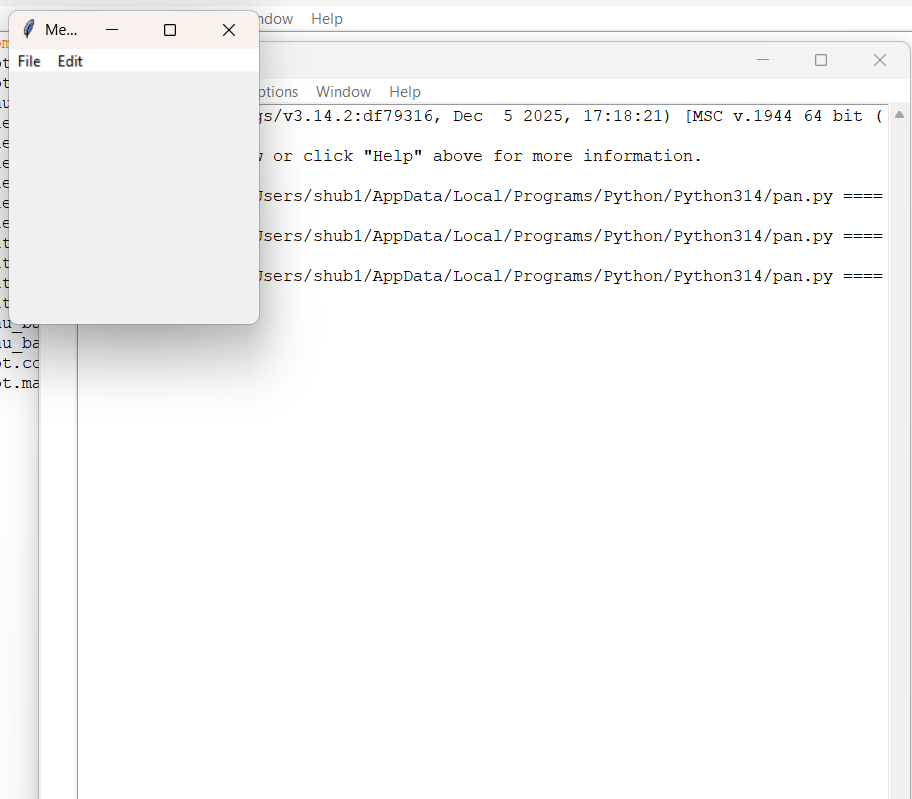 Me...
File Edit
ndow Help
ptions Window Help
gs/v3.14.2:df79316, Dec 5 2025, 17:18:21) [MSC v.1944 64 bit (
w or click "Help" above for more information.
Users/shub1/AppData/Local/Programs/Python/Python314/pan.py ====
Users/shub1/AppData/Local/Programs/Python/Python314/pan.py ====
Users/shub1/AppData/Local/Programs/Python/Python314/pan.py ====
nu_ba
nu_ba
ot.co
ot.ma